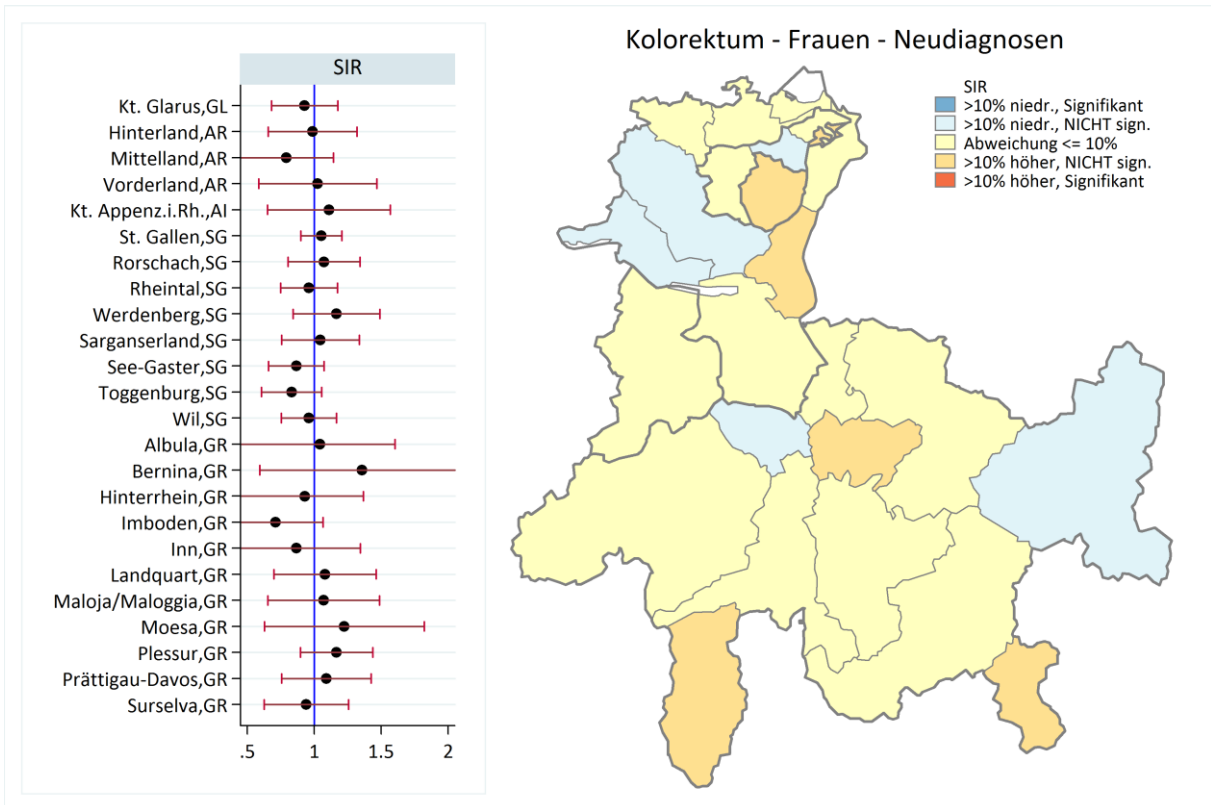 SIR
Kt. Glarus,GL
Hinterland,AR
Mittelland,AR
Vorderland,AR
Kt. Appenz.i.Rh.,AI
St. Gallen,SG
Rorschach,SG
Rheintal,SG
Werdenberg,SG
Sarganserland,SG
See-Gaster,SG
Toggenburg,SG
Wil,SG
Albula,GR
Bernina,GR
Hinterrhein,GR
Imboden,GR
Inn,GR
Landquart,GR
Maloja/Maloggia,GR
Moesa,GR
Plessur,GR
Prättigau-Davos,GR
Surselva,GR
.5 1 1.5 2
Kolorektum - Frauen - Neudiagnosen
SIR
>10% niedr., Signifikant
>10% niedr., NICHT sign.
Abweichung <= 10%
>10% höher, NICHT sign.
>10% höher, Signifikant